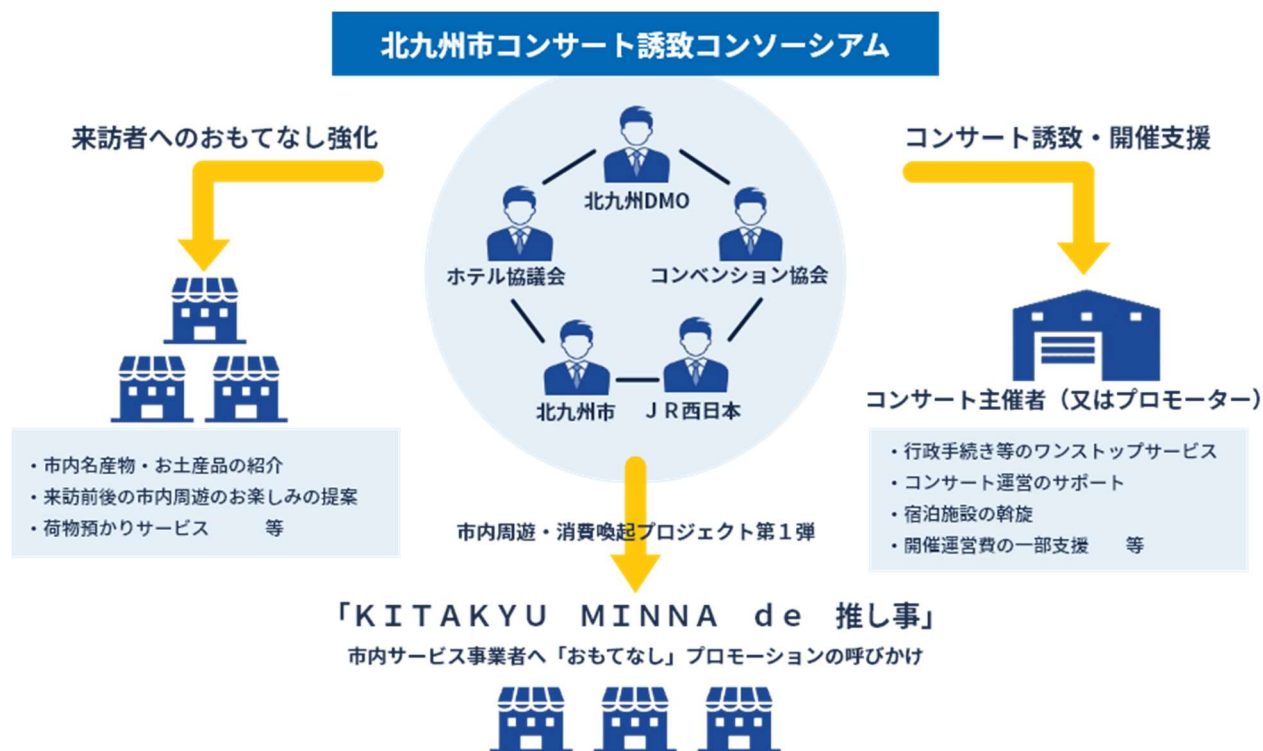 北九州市コンサート誘致コンソーシアム
来訪者へのおもてなし強化
コンサート誘致・開催支援
北九州DMO
ホテル協議会
コンベンション協会
北九州市
ＪＲ西日本
コンサート主催者（又はプロモーター）
・市内名産物・お土産品の紹介
・来訪前後の市内周遊のお楽しみの提案
・荷物預かりサービス　　　等
・行政手続き等のワンストップサービス
・コンサート運営のサポート
・宿泊施設の斡旋
・開催運営費の一部支援　　等
市内周遊・消費喚起プロジェクト第１弾
「ＫＩＴＡＫＹＵ　ＭＩＮＮＡ　ｄｅ　推し事」
市内サービス事業者へ「おもてなし」プロモーションの呼びかけ